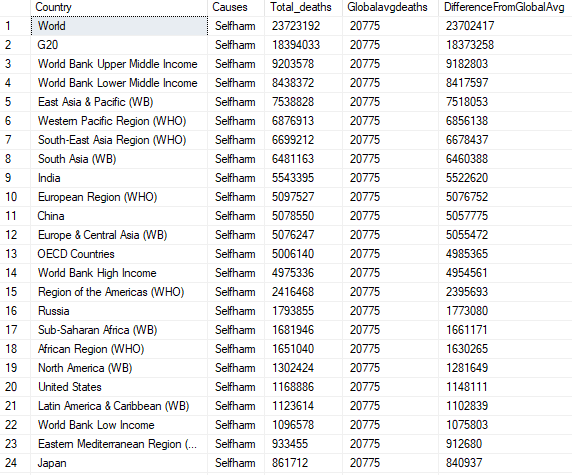 Country Causes Total_deaths Globalavgdeaths DifferenceFromGlobalAvg
1 World Selfharm 23723192 20775 23702417
2 G20 Selfharm 18394033 20775 18373258
3 World Bank Upper Middle Income Selfharm 9203578 20775 9182803
4 World Bank Lower Middle Income Selfharm 8438372 20775 8417597
5 East Asia & Pacific (WB) Selfharm 7538828 20775 7518053
6 Western Pacific Region (WHO) Selfharm 6876913 20775 6856138
7 South-East Asia Region (WHO) Selfharm 6699212 20775 6678437
8 South Asia (WB) Selfharm 6481163 20775 6460388
9 India Selfharm 5543395 20775 5522620
10 European Region (WHO) Selfharm 5097527 20775 5076752
11 China Selfharm 5078550 20775 5057775
12 Europe & Central Asia (WB) Selfharm 5076247 20775 5055472
13 OECD Countries Selfharm 5006140 20775 4985365
14 World Bank High Income Selfharm 4975336 20775 4954561
15 Region of the Americas (WHO) Selfharm 2416468 20775 2395693
16 Russia Selfharm 1793855 20775 1773080
17 Sub-Saharan Africa (WB) Selfharm 1681946 20775 1661171
18 African Region (WHO) Selfharm 1651040 20775 1630265
19 North America (WB) Selfharm 1302424 20775 1281649
20 United States Selfharm 1168886 20775 1148111
21 Latin America & Caribbean (WB) Selfharm 1123614 20775 1102839
22 World Bank Low Income Selfharm 1096578 20775 1075803
23 Eastern Mediterranean Region (... Selfharm 933455 20775 912680
24 Japan Selfharm 861712 20775 840937